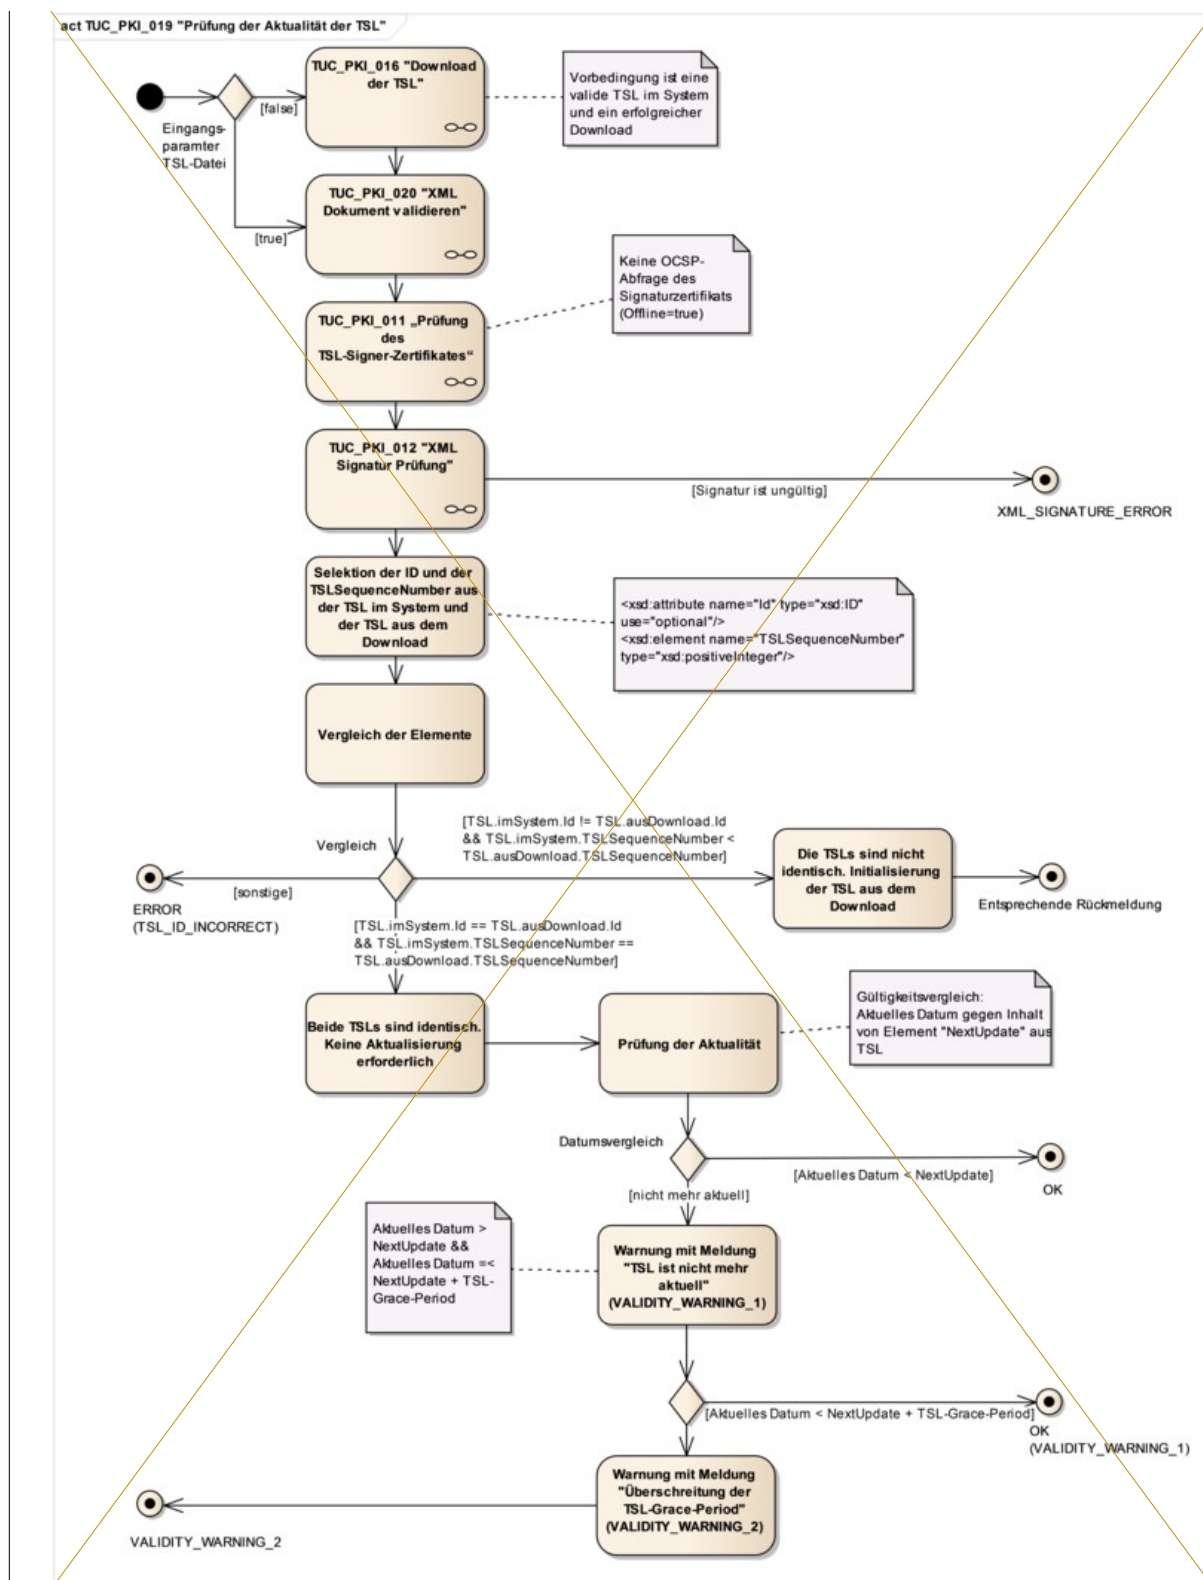 act TUC_PKI_019 "Prüfung der Aktualität der TSL"
TUC_PKI_016 "Download
der TSL"
Vorbedingung ist eine
valide TSL im System
und ein erfolgreicher
Download
[false]
Eingangs-
paramter
TSL-Datei
TUC_PKI_020 "XML
Dokument validieren"
[true]
Keine OCSP-
Abfrage des
Signaturzertifikats
(Offline=true)
TUC_PKI_011 „Prüfung
des
TSL-Signer-Zertifikates“
TUC_PKI_012 "XML
Signatur Prüfung"
[Signatur ist ungültig]
XML_SIGNATURE_ERROR
Selektion der ID und der
TSLSequenceNumber aus
der TSL im System und
der TSL aus dem
Download
<xsd:attribute name="Id" type="xsd:ID"
use="optional"/>
<xsd:element name="TSLSequenceNumber"
type="xsd:positiveInteger"/>
Vergleich der Elemente
[TSL.imSystem.Id != TSL.ausDownload.Id
&& TSL.imSystem.TSLSequenceNumber <
TSL.ausDownload.TSLSequenceNumber]
Vergleich
Die TSLs sind nicht
identisch. Initialisierung
der TSL aus dem
Download
[sonstige]
ERROR
(TSL_ID_INCORRECT)
Entsprechende Rückmeldung
[TSL.imSystem.Id == TSL.ausDownload.Id
&& TSL.imSystem.TSLSequenceNumber ==
TSL.ausDownload.TSLSequenceNumber]
Gültigkeitsvergleich:
Aktuelles Datum gegen Inhalt
von Element "NextUpdate" aus
TSL
Beide TSLs sind identisch.
Keine Aktualisierung
erforderlich
Prüfung der Aktualität
Datumsvergleich
[Aktuelles Datum < NextUpdate]
OK
[nicht mehr aktuell]
Aktuelles Datum >
NextUpdate &&
Aktuelles Datum =<
NextUpdate + TSL-
Grace-Period
Warnung mit Meldung
"TSL ist nicht mehr
aktuell"
(VALIDITY_WARNING_1)
[Aktuelles Datum < NextUpdate + TSL-Grace-Period]
OK
(VALIDITY_WARNING_1)
Warnung mit Meldung
"Überschreitung der
TSL-Grace-Period"
(VALIDITY_WARNING_2)
VALIDITY_WARNING_2